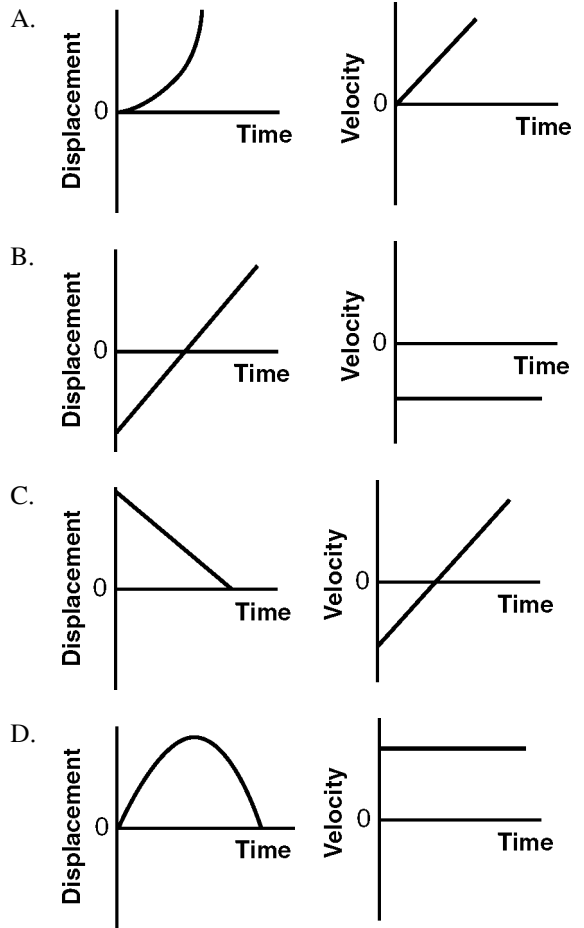 A.
Displacement
0
Time
Velocity
0
Time
B.
Displacement
0
Time
Velocity
0
Time
C.
Displacement
0
Time
Velocity
0
Time
D.
Displacement
0
Time
Velocity
0
Time